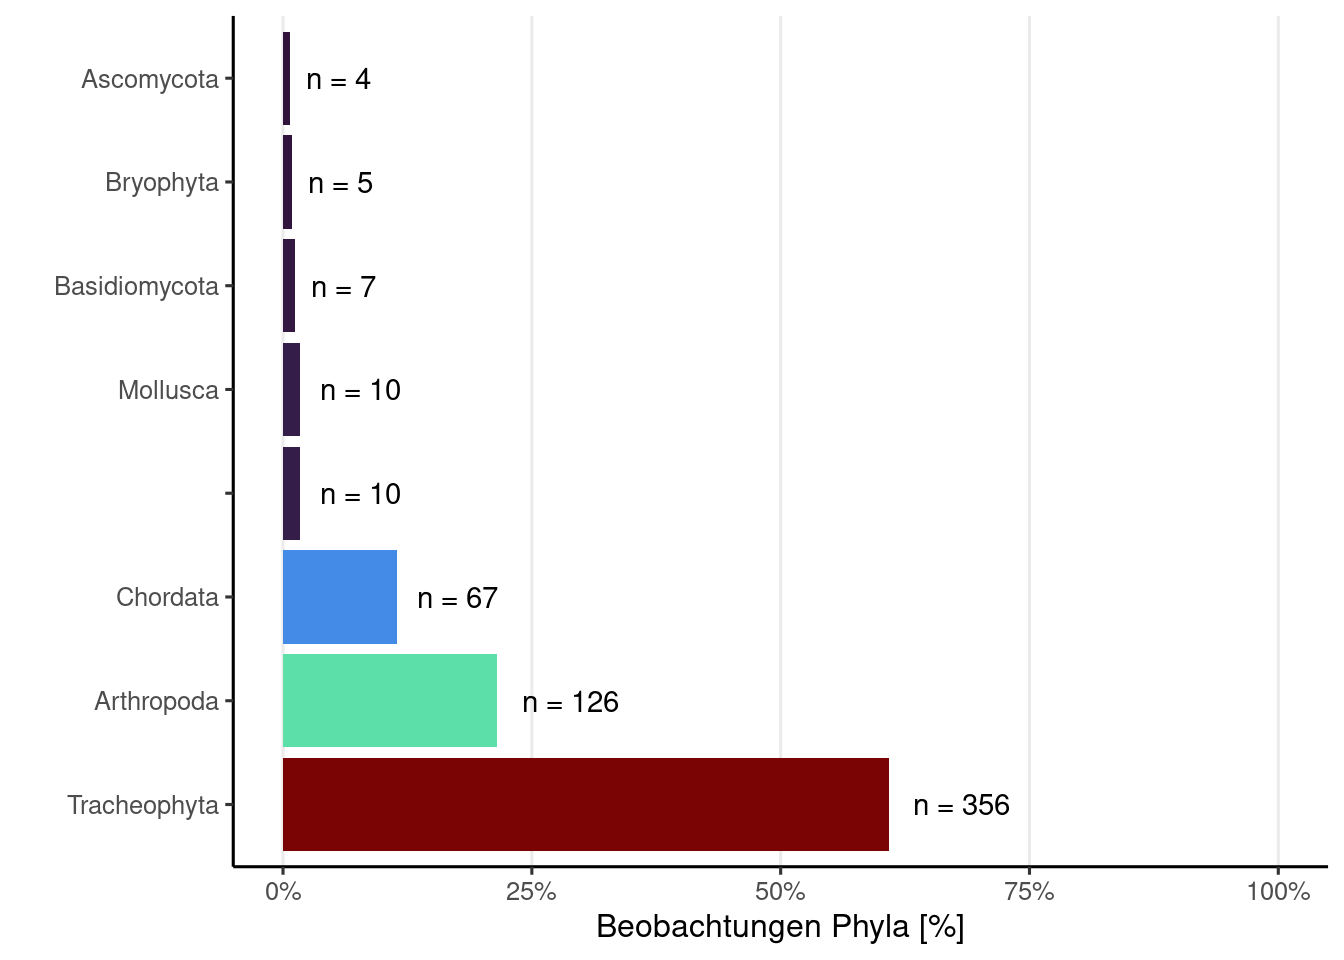 Ascomycota n = 4
Bryophyta n = 5
Basidiomycota n = 7
Mollusca n = 10
n = 10
Chordata n = 67
Arthropoda n = 126
Tracheophyta n = 356
0% 25% 50% 75% 100%
Beobachtungen Phyla [%]